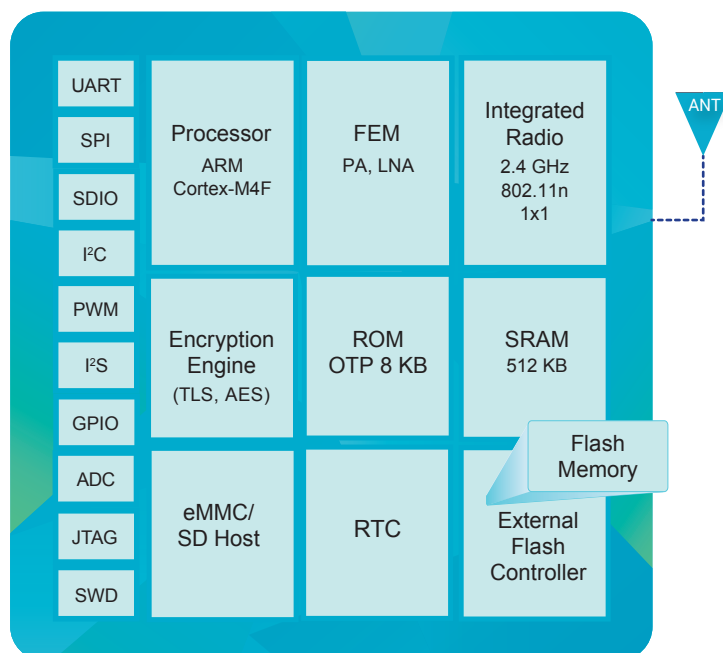 UART
SPI
SDIO
I²C
PWM
I²S
GPIO
ADC
JTAG
SWD
Processor
ARM
Cortex-M4F
FEM
PA, LNA
Integrated
Radio
2.4 GHz
802.11n
1x1
ANT
Encryption
Engine
(TLS, AES)
ROM
OTP 8 KB
SRAM
512 KB
Flash
Memory
eMMC/
SD Host
RTC
External
Flash
Controller